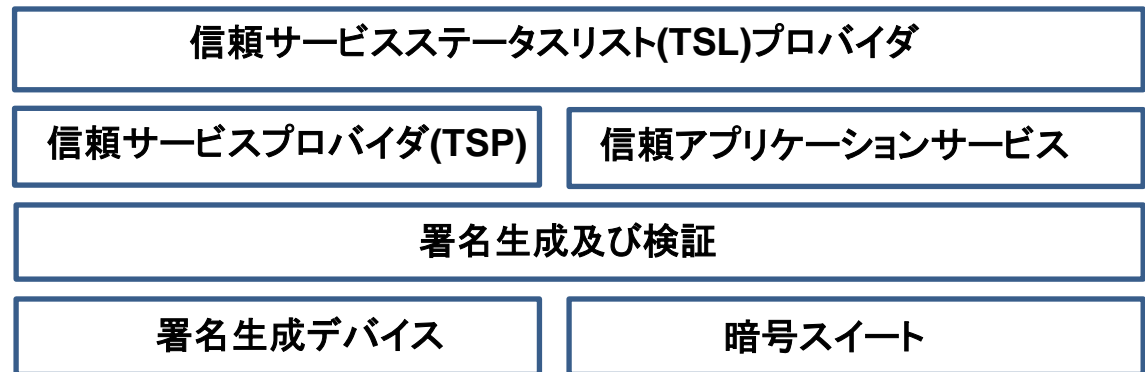 信頼サービスステータスリスト(TSL)プロバイダ
信頼サービスプロバイダ(TSP)
信頼アプリケーションサービス
署名生成及び検証
署名生成デバイス
暗号スイート